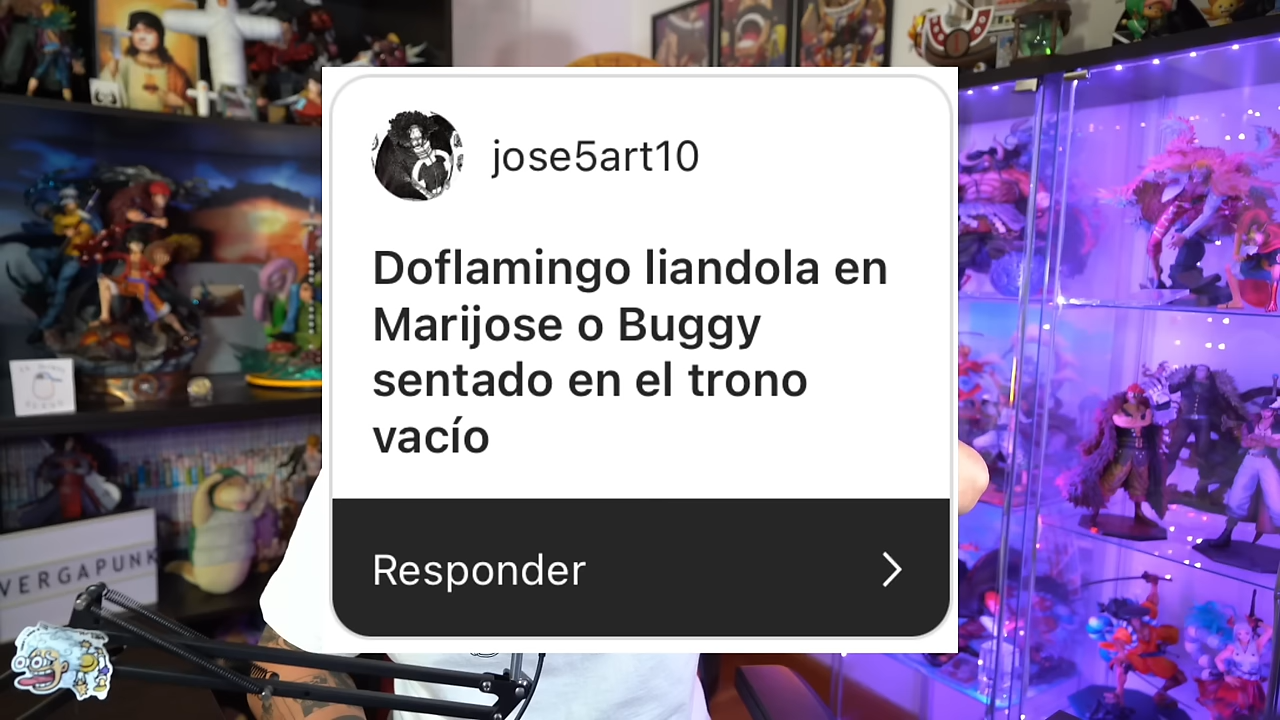 jose5art10
Doflamingo liandola en
Marijose o Buggy
sentado en el trono
vacío
Responder
VERGAPUNK